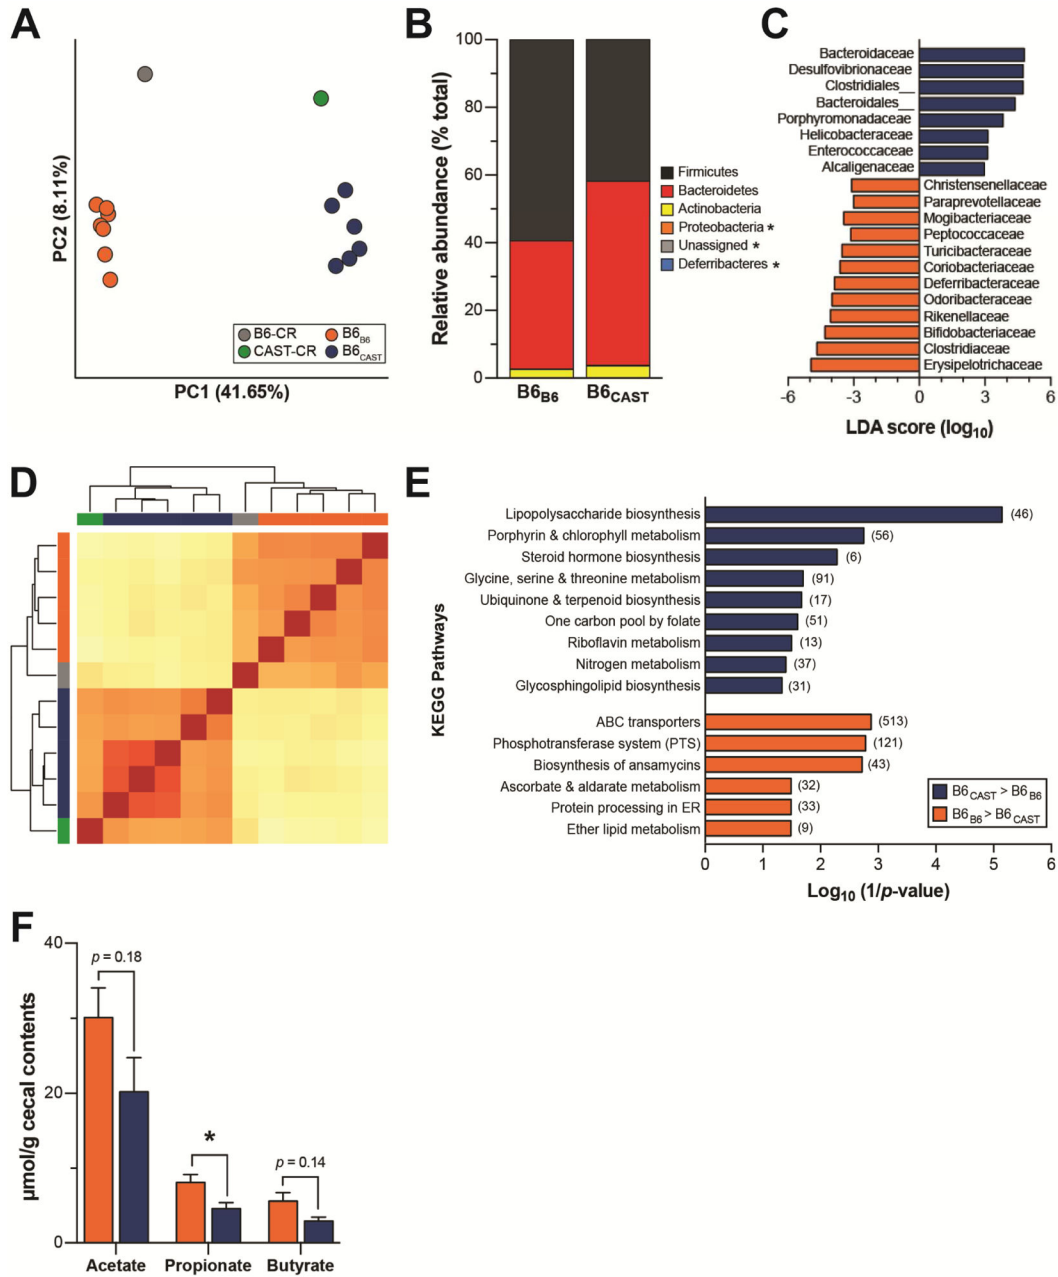 A
PC2 (8.11%)
PC1 (41.65%)
B6-CR
CAST-CR
B6B6
B6CAST
B
Relative abundance (% total)
100
80
60
40
20
0
B6B6
B6CAST
Firmicutes
Bacteroidetes
Actinobacteria
Proteobacteria *
Unassigned *
Deferribacteres *
C
Bacteroidaceae
Desulfovibrionaceae
Clostridiales__
Bacteroidales__
Porphyromonadaceae
Helicobacteraceae
Enterococcaceae
Alcaligenaceae
Christensenellaceae
Paraprevotellaceae
Mogibacteriaceae
Peptococcaceae
Turicibacteraceae
Coriobacteriaceae
Deferribacteraceae
Odoribacteraceae
Rikenellaceae
Bifidobacteriaceae
Clostridiaceae
Erysipelotrichaceae
-6 -3 0 3 6
LDA score (log10)
D
E
KEGG Pathways
Lipopolysaccharide biosynthesis (46)
Porphyrin & chlorophyll metabolism (56)
Steroid hormone biosynthesis (6)
Glycine, serine & threonine metabolism (91)
Ubiquinone & terpenoid biosynthesis (17)
One carbon pool by folate (51)
Riboflavin metabolism (13)
Nitrogen metabolism (37)
Glycosphingolipid biosynthesis (31)
ABC transporters (513)
Phosphotransferase system (PTS) (121)
Biosynthesis of ansamycins (43)
Ascorbate & aldarate metabolism (32)
Protein processing in ER (33)
Ether lipid metabolism (9)
B6CAST > B6B6
B6B6 > B6CAST
0 1 2 3 4 5 6
Log10 (1/p-value)
F
µmol/g cecal contents
40
20
0
p = 0.18
*
p = 0.14
Acetate Propionate Butyrate